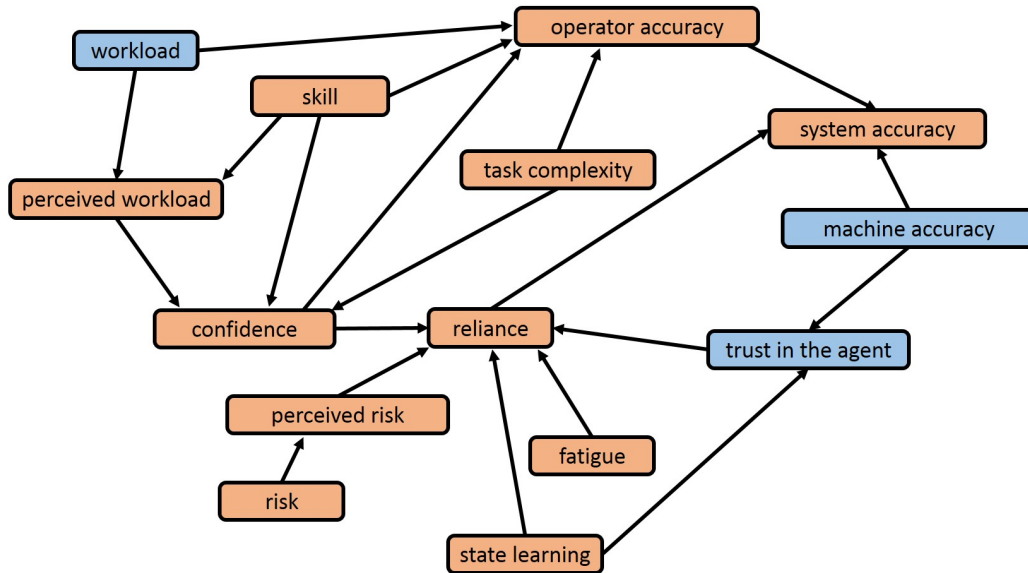 operator accuracy
workload
skill
system accuracy
task complexity
perceived workload
machine accuracy
confidence
reliance
trust in the agent
perceived risk
fatigue
risk
state learning